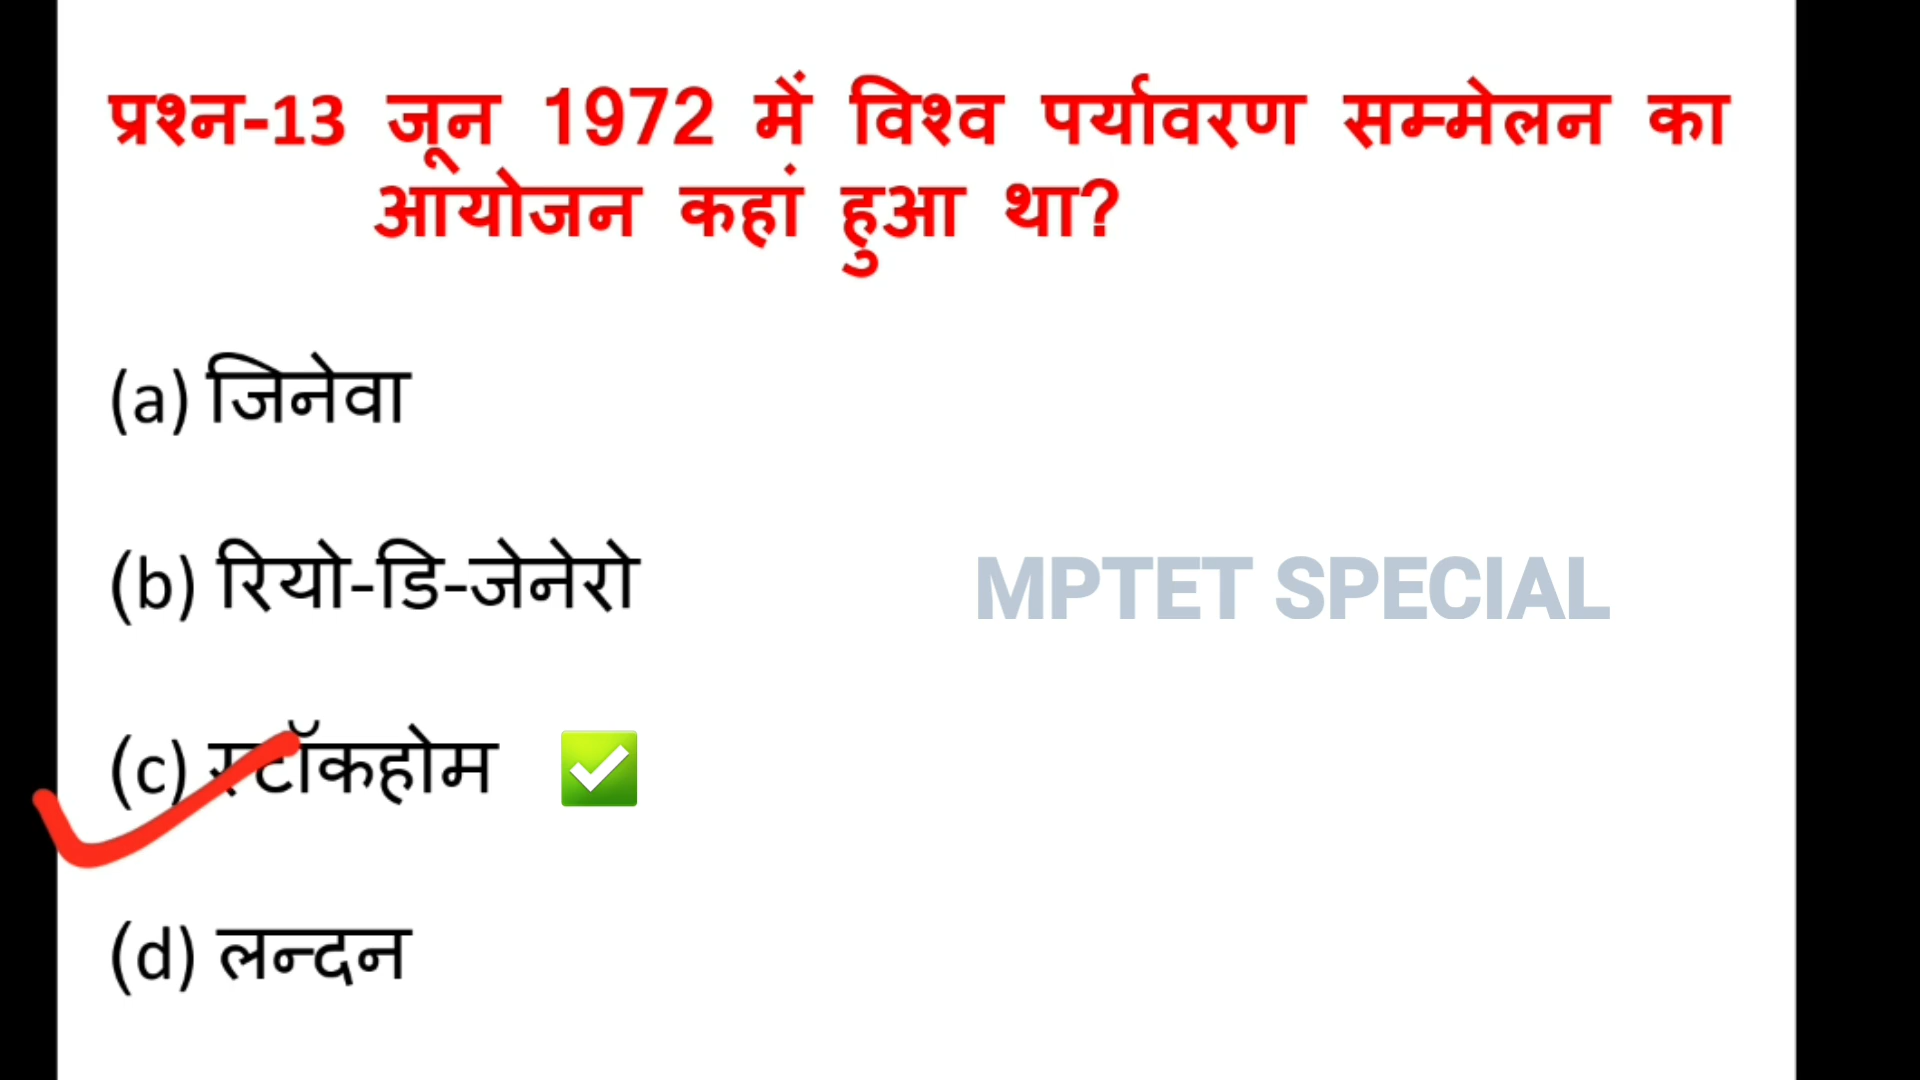 प्रश्न-13 जून 1972 में विश्व पर्यावरण सम्मेलन का
आयोजन कहां हुआ था?
(a) जिनेवा
(b) रियो-डि-जेनेरो
MPTET SPECIAL
(c) स्टॉकहोम
(d) लन्दन